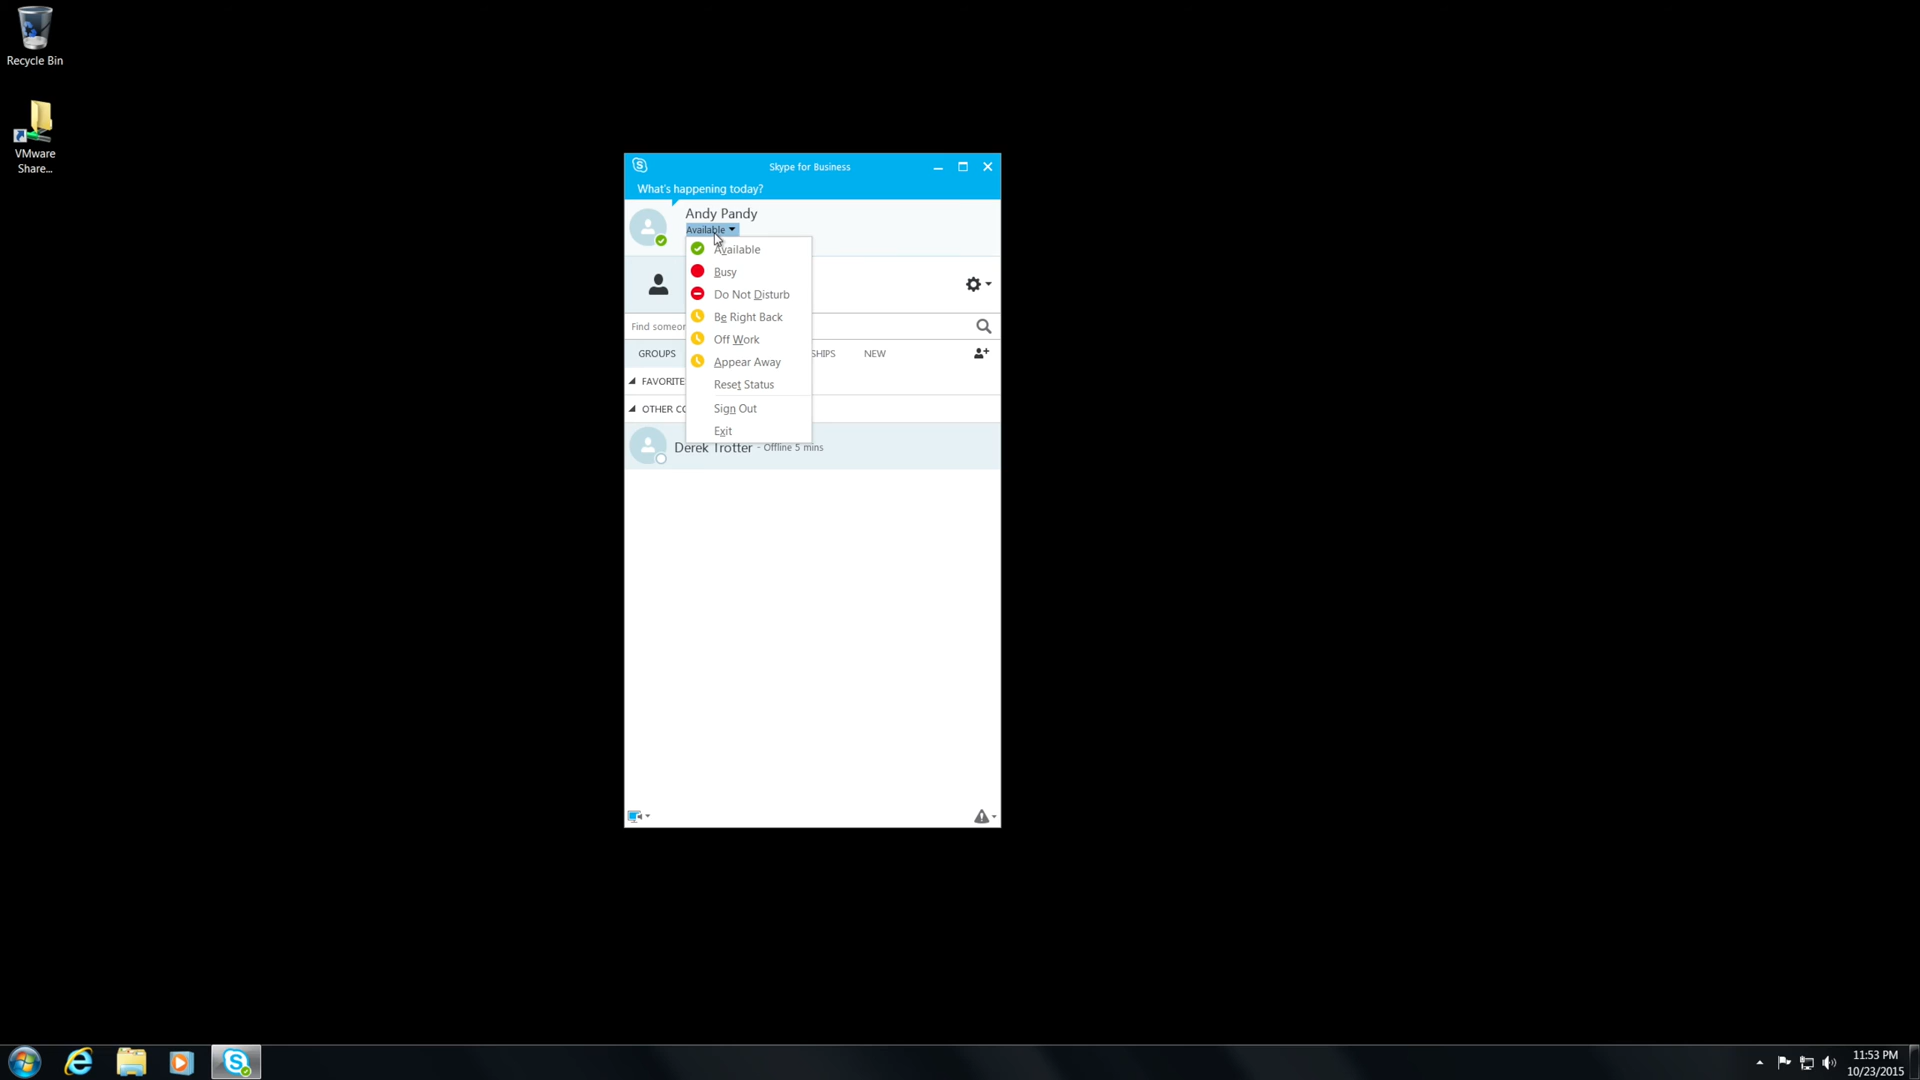 Recycle Bin
VMware
Share...
Skype for Business
What's happening today?
Andy Pandy
Available
Available
Busy
Do Not Disturb
Be Right Back
Off Work
Appear Away
Reset Status
Sign Out
Exit
Find someo
GROUPS
SHIPS
NEW
FAVORITE
OTHER CO
Derek Trotter - Offline 5 mins
11:53 PM
10/23/2015